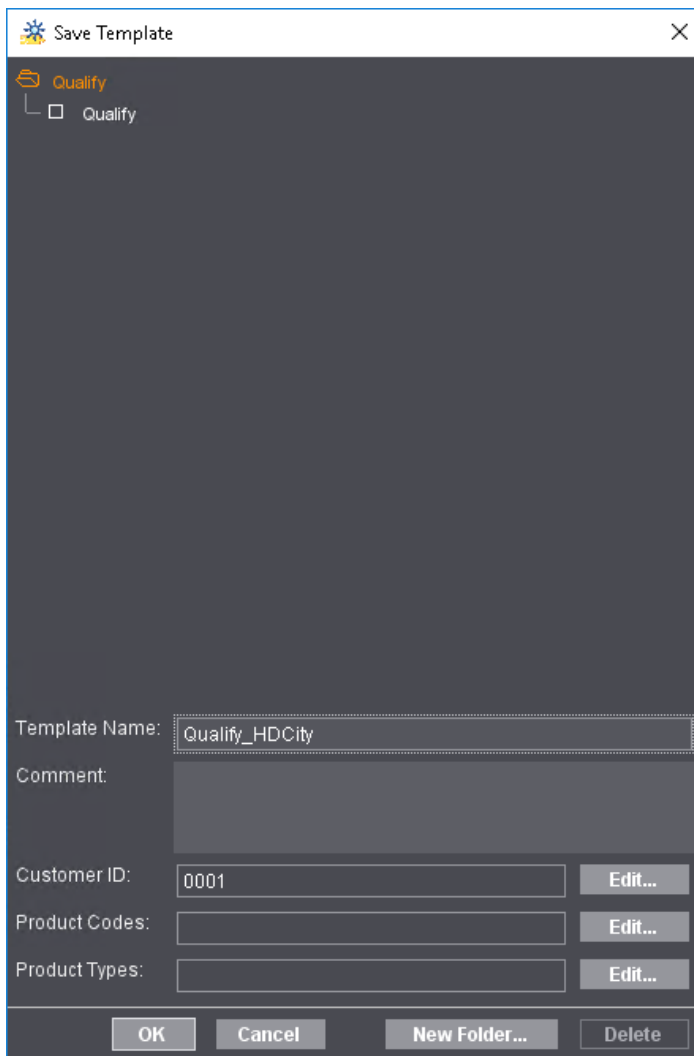 Save Template
Qualify
Qualify
Template Name: Qualify_HDCity
Comment:
Customer ID: 0001 Edit...
Product Codes: Edit...
Product Types: Edit...
OK Cancel New Folder... Delete